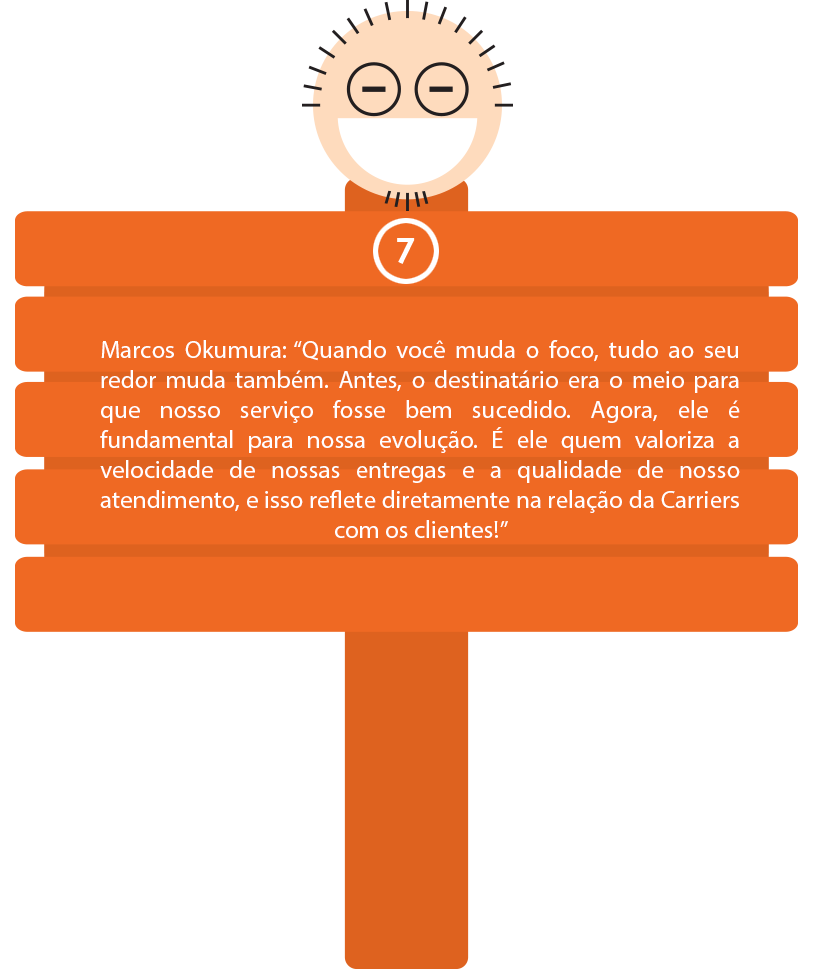 7
Marcos Okumura: “Quando você muda o foco, tudo ao seu
redor muda também. Antes, o destinatário era o meio para
que nosso serviço fosse bem sucedido. Agora, ele é
fundamental para nossa evolução. É ele quem valoriza a
velocidade de nossas entregas e a qualidade de nosso
atendimento, e isso reflete diretamente na relação da Carriers
com os clientes!”